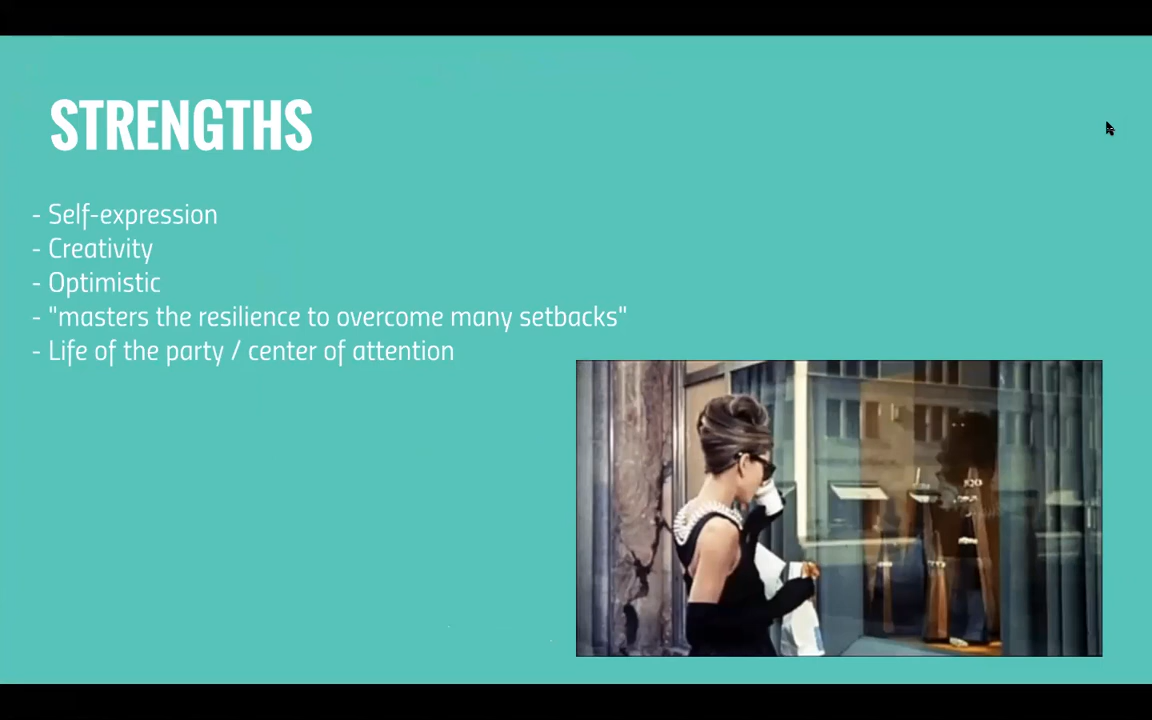 STRENGTHS
- Self-expression
- Creativity
- Optimistic
- "masters the resilience to overcome many setbacks"
- Life of the party / center of attention